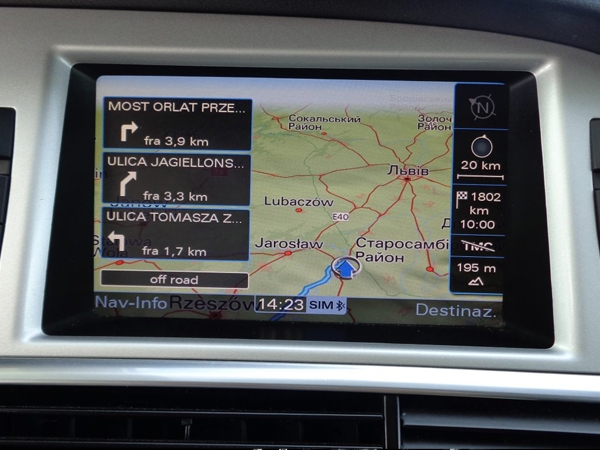 MOST ORLAT PRZE...
fra 3,9 km
ULICA JAGIELLONS...
fra 3,3 km
ULICA TOMASZA Z...
fra 1,7 km
off road
Nav-Info
Rzeszów
14:23
SIM
Destinaz.
Сокальський
Район
Золоч
Район
Львів
Lubaczów
E40
Jarosław
Старосамбі
Район
N
20 km
1802
km
10:00
TMC
195 m